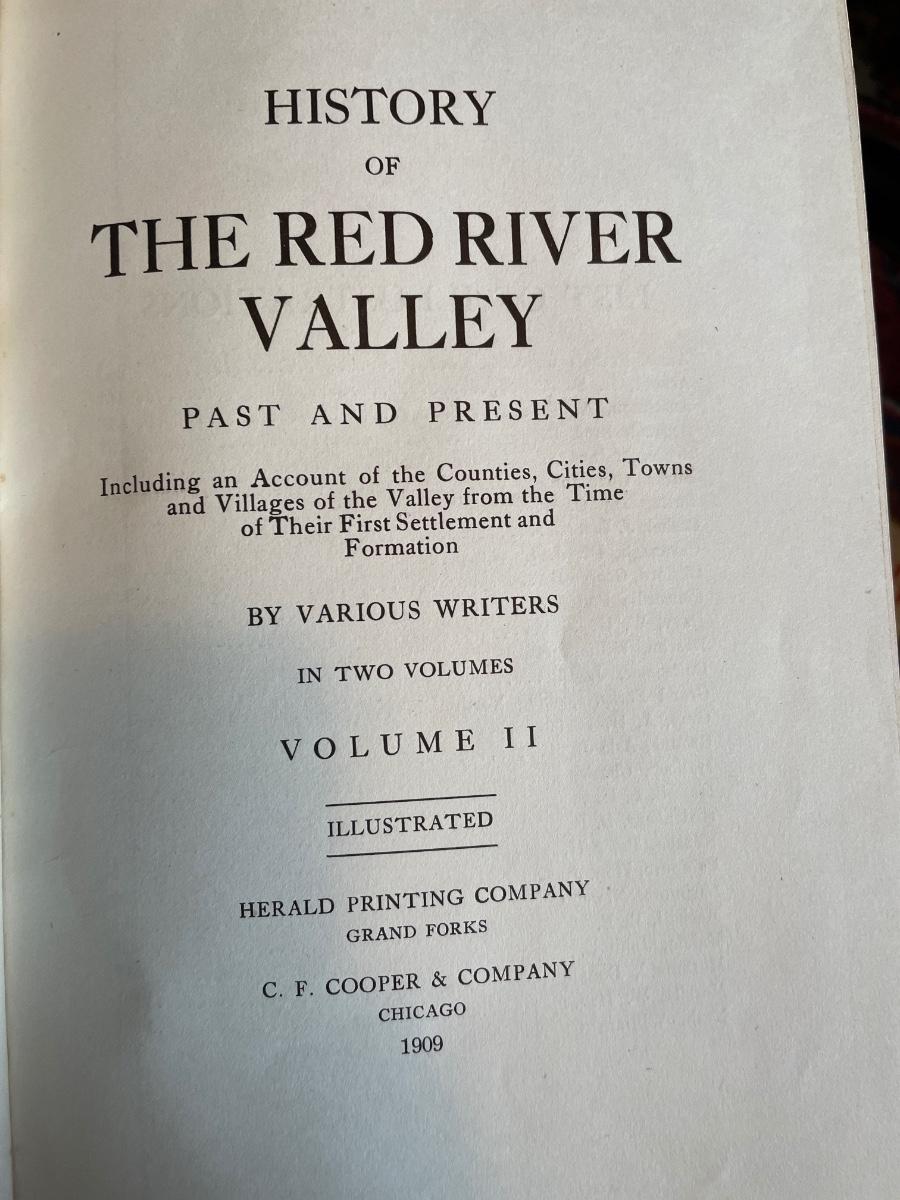 HISTORY
OF
THE RED RIVER
VALLEY
PAST AND PRESENT
Including an Account of the Counties, Cities, Towns
and Villages of the Valley from the Time
of Their First Settlement and
Formation
BY VARIOUS WRITERS
IN TWO VOLUMES
VOLUME II
ILLUSTRATED
HERALD PRINTING COMPANY
GRAND FORKS
C. F. COOPER & COMPANY
CHICAGO
1909